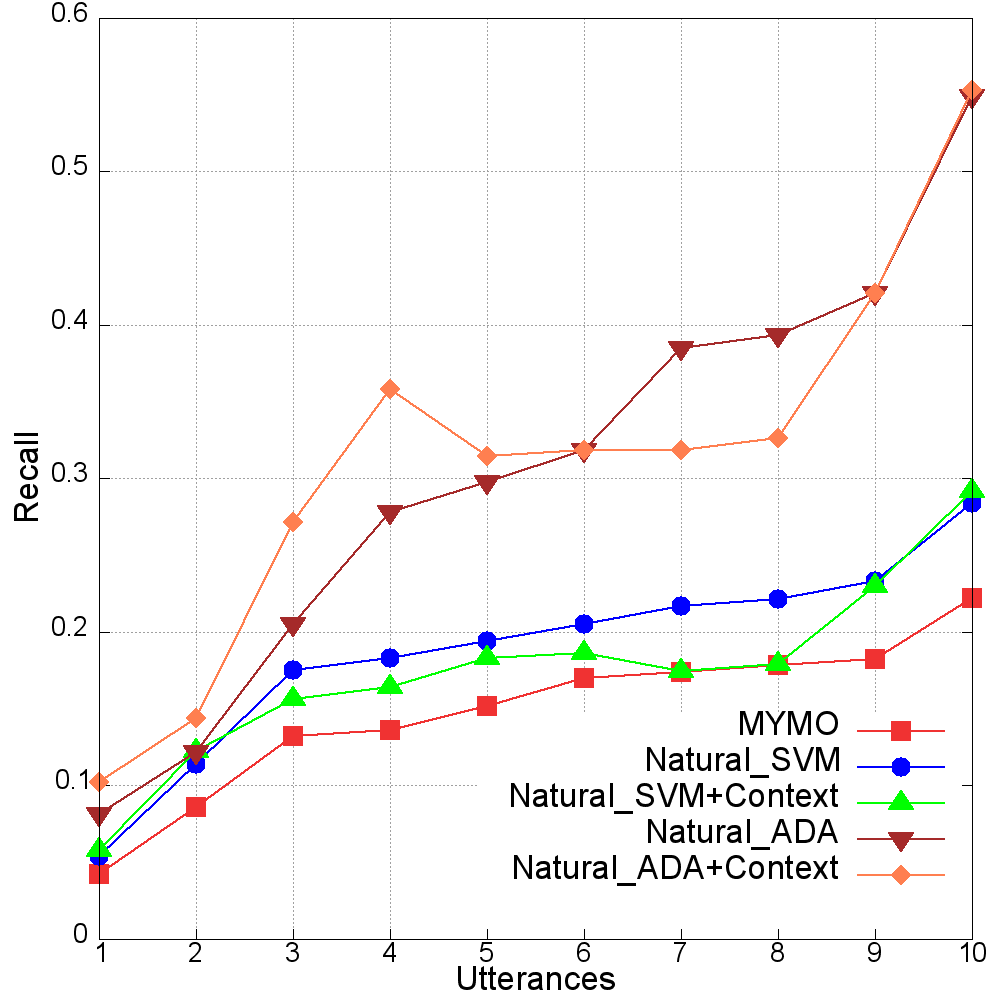 0.6
0.5
0.4
0.3
0.2
0.1
0
Recall
MYMO
Natural_SVM
Natural_SVM+Context
Natural_ADA
Natural_ADA+Context
1 2 3 4 5 6 7 8 9 10
Utterances